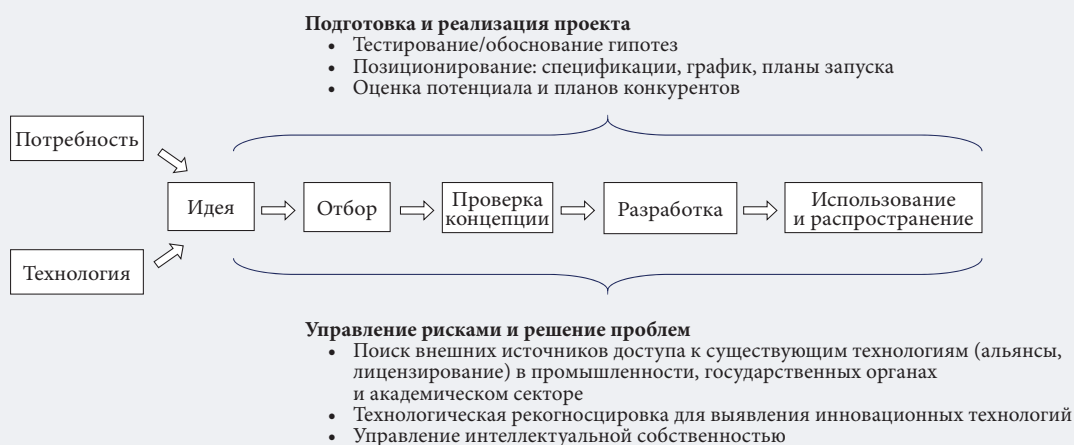 Подготовка и реализация проекта
• Тестирование/обоснование гипотез
• Позиционирование: спецификации, график, планы запуска
• Оценка потенциала и планов конкурентов
Потребность
Идея
Отбор
Проверка
концепции
Разработка
Использование
и распространение
Технология
Управление рисками и решение проблем
• Поиск внешних источников доступа к существующим технологиям (альянсы,
лицензирование) в промышленности, государственных органах
и академическом секторе
• Технологическая рекогносцировка для выявления инновационных технологий
• Управление интеллектуальной собственностью